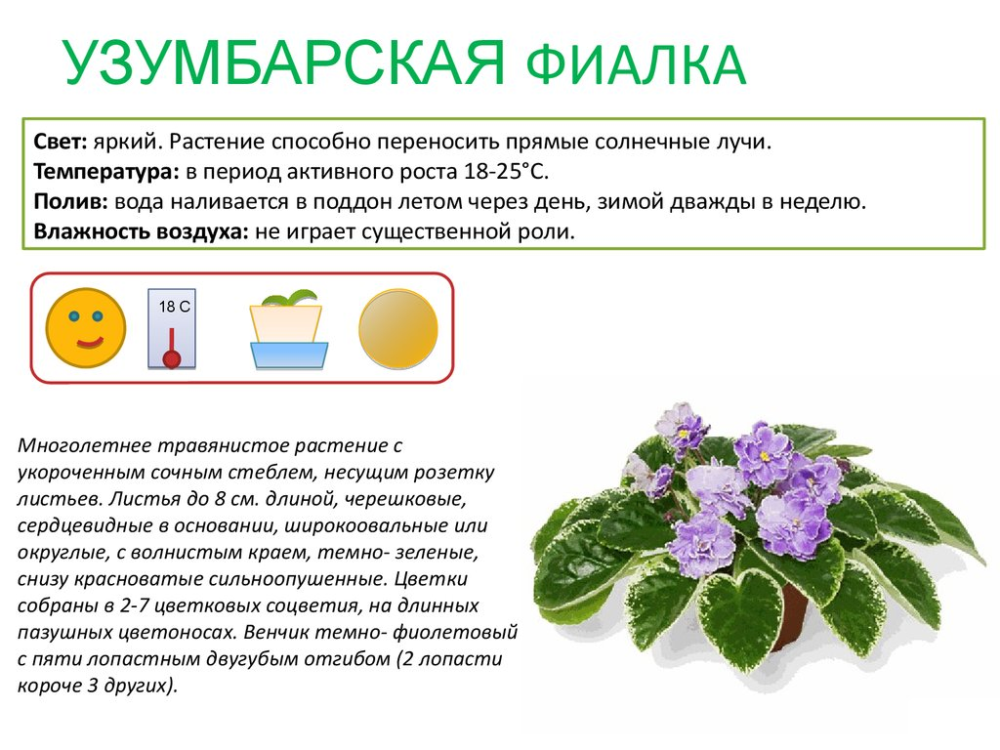 УЗУМБАРСКАЯ ФИАЛКА
Свет: яркий. Растение способно переносить прямые солнечные лучи.
Температура: в период активного роста 18-25°С.
Полив: вода наливается в поддон летом через день, зимой дважды в неделю.
Влажность воздуха: не играет существенной роли.
18 С
Многолетнее травянистое растение с
укороченным сочным стеблем, несущим розетку
листьев. Листья до 8 см. длиной, черешковые,
сердцевидные в основании, широкоовальные или
округлые, с волнистым краем, темно- зеленые,
снизу красноватые сильноопушенные. Цветки
собраны в 2-7 цветковых соцветия, на длинных
пазушных цветоносах. Венчик темно- фиолетовый
с пяти лопастным двугубым отгибом (2 лопасти
короче 3 других).